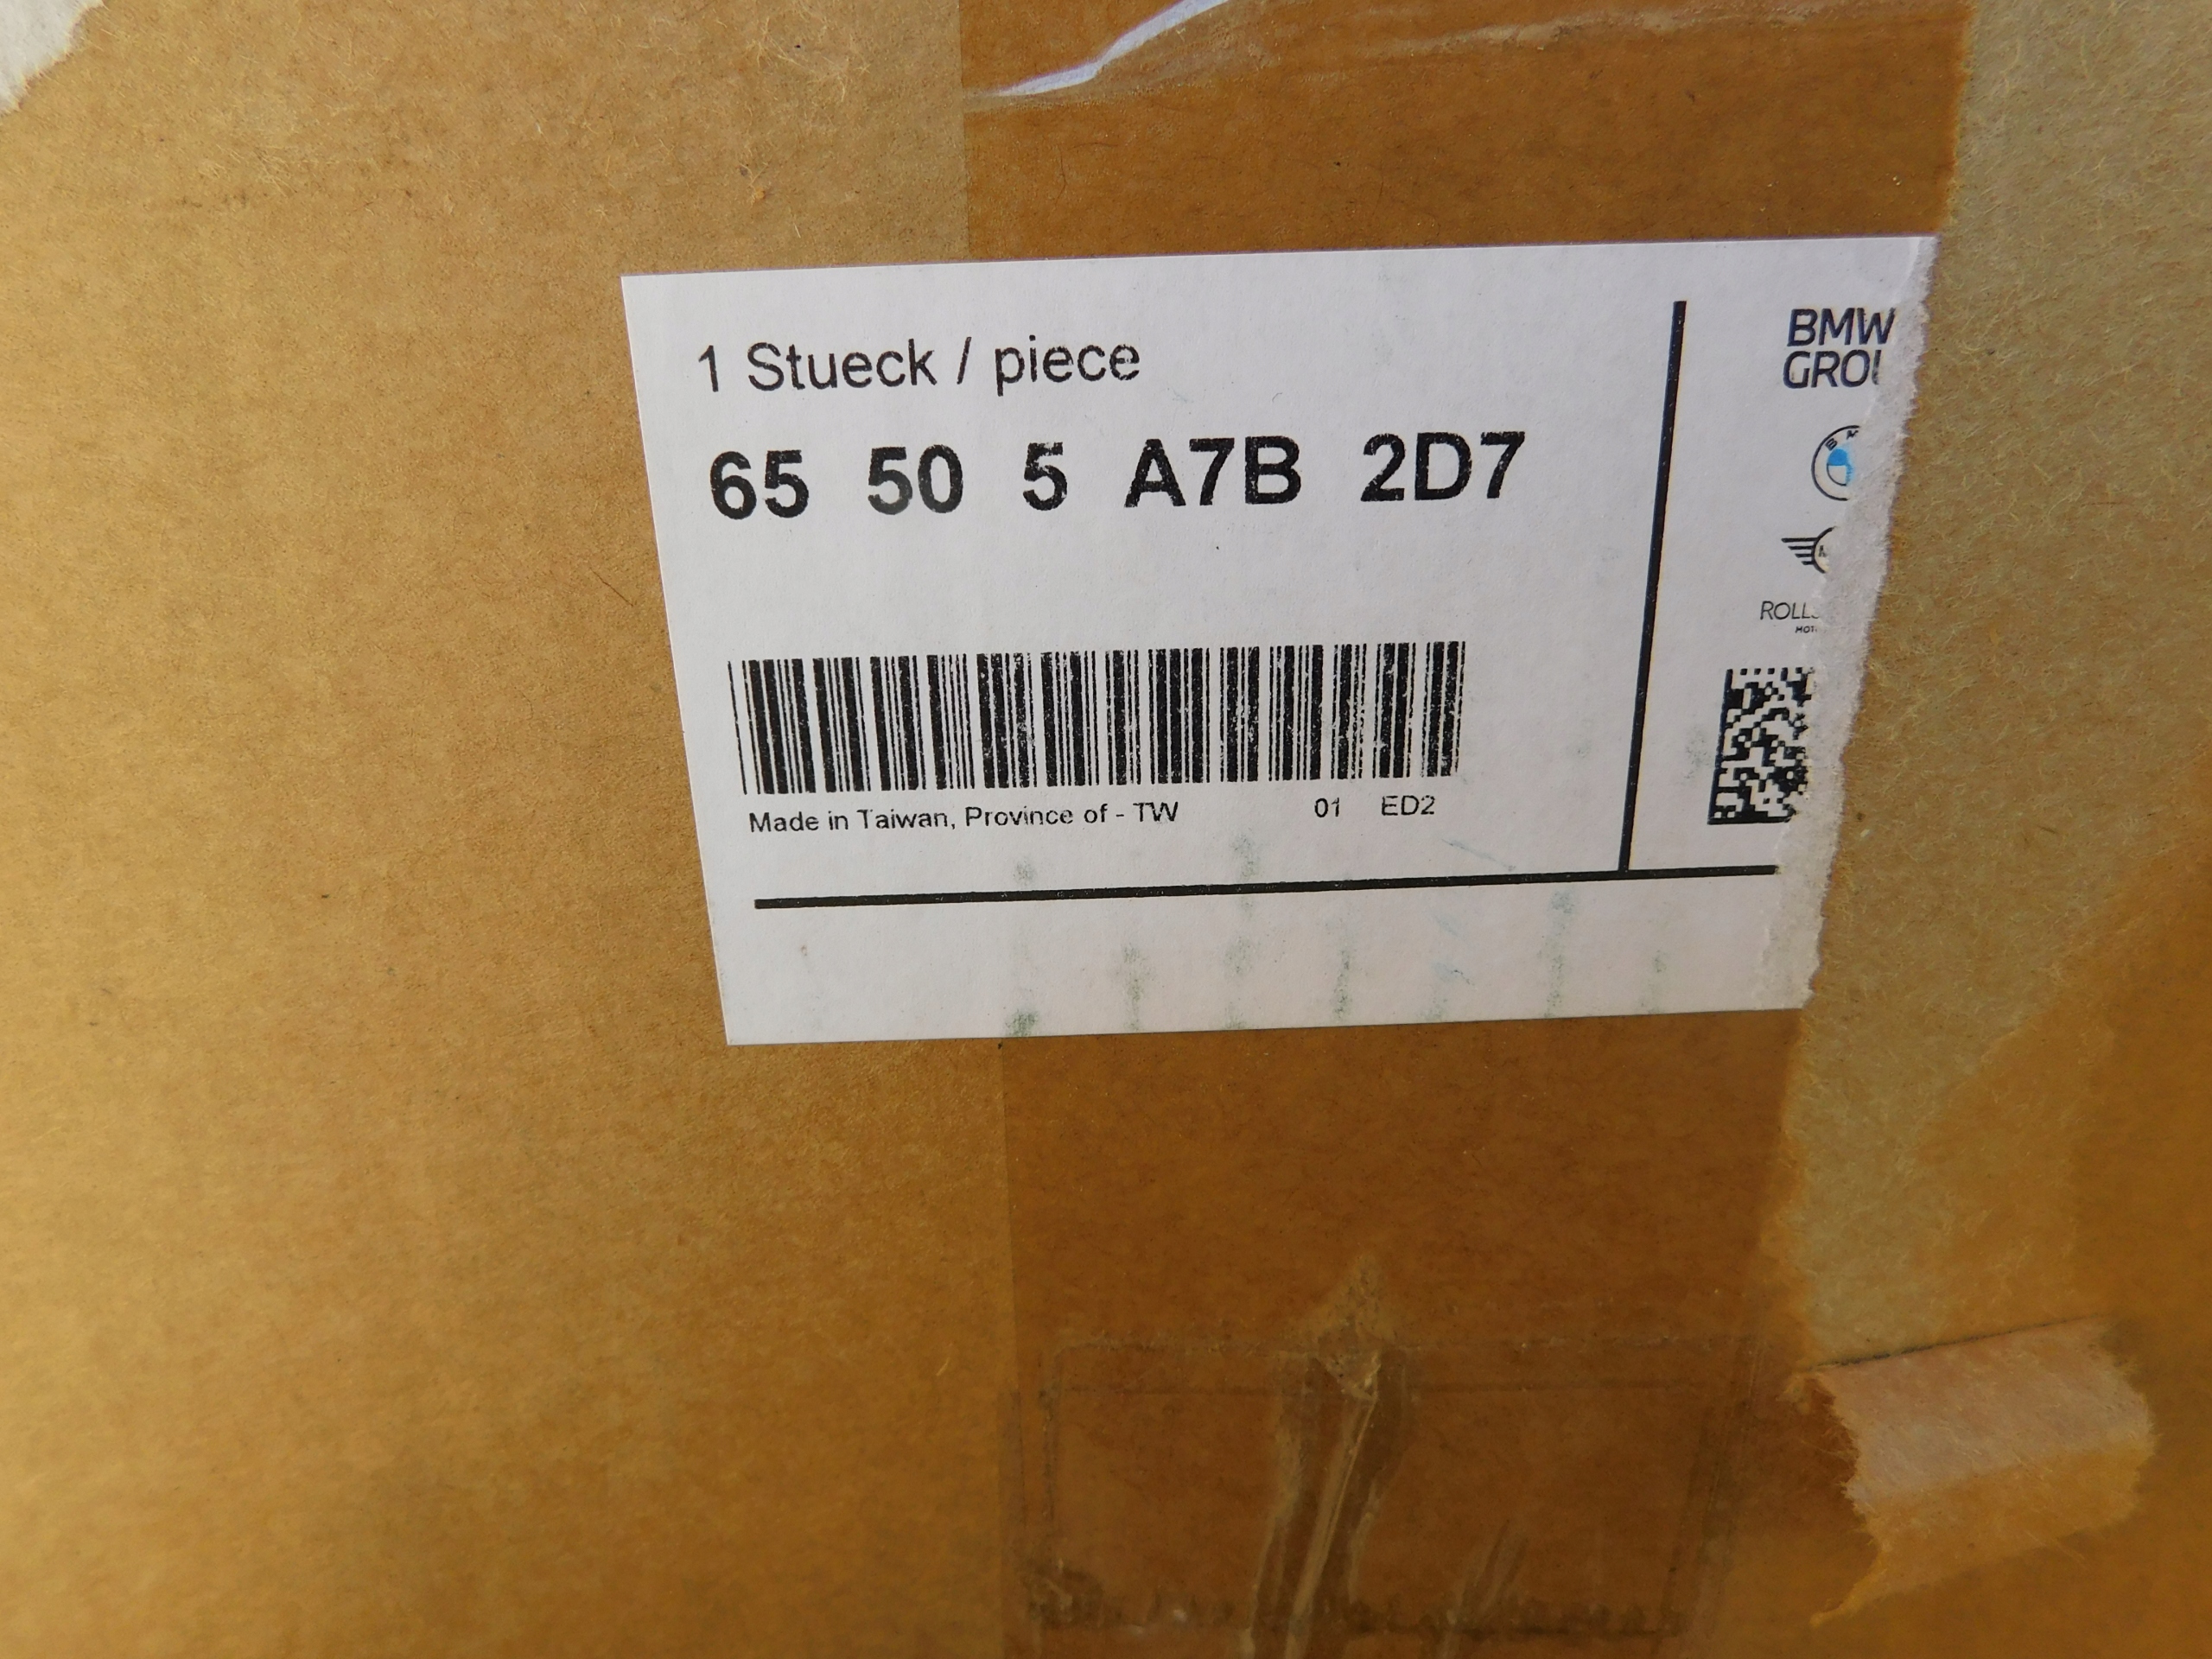 1 Stueck / piece
65 50 5 A7B 2D7
Made in Taiwan, Province of - TW 01 ED2
BMW